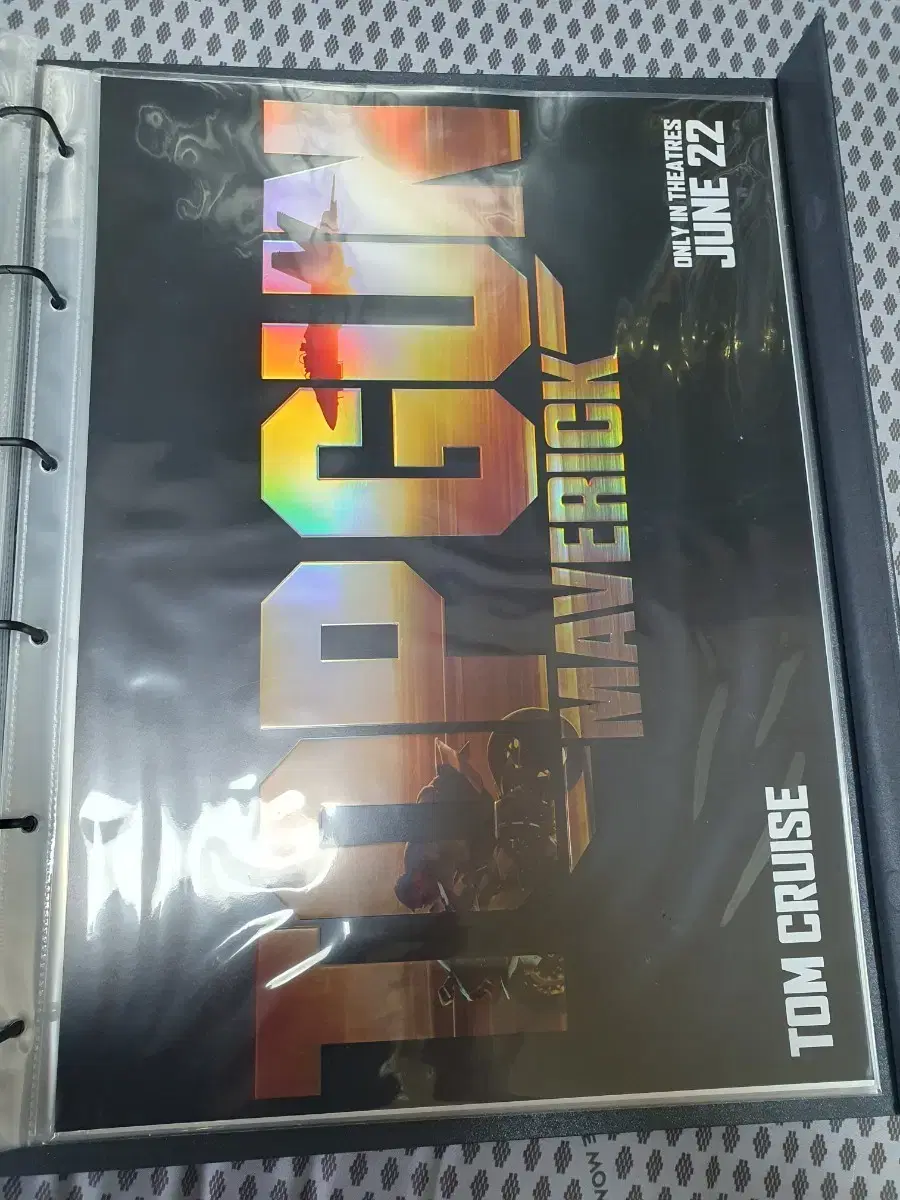 TOP GUN
MAVERICK
TOM CRUISE
ONLY IN THEATRES
JUNE 22